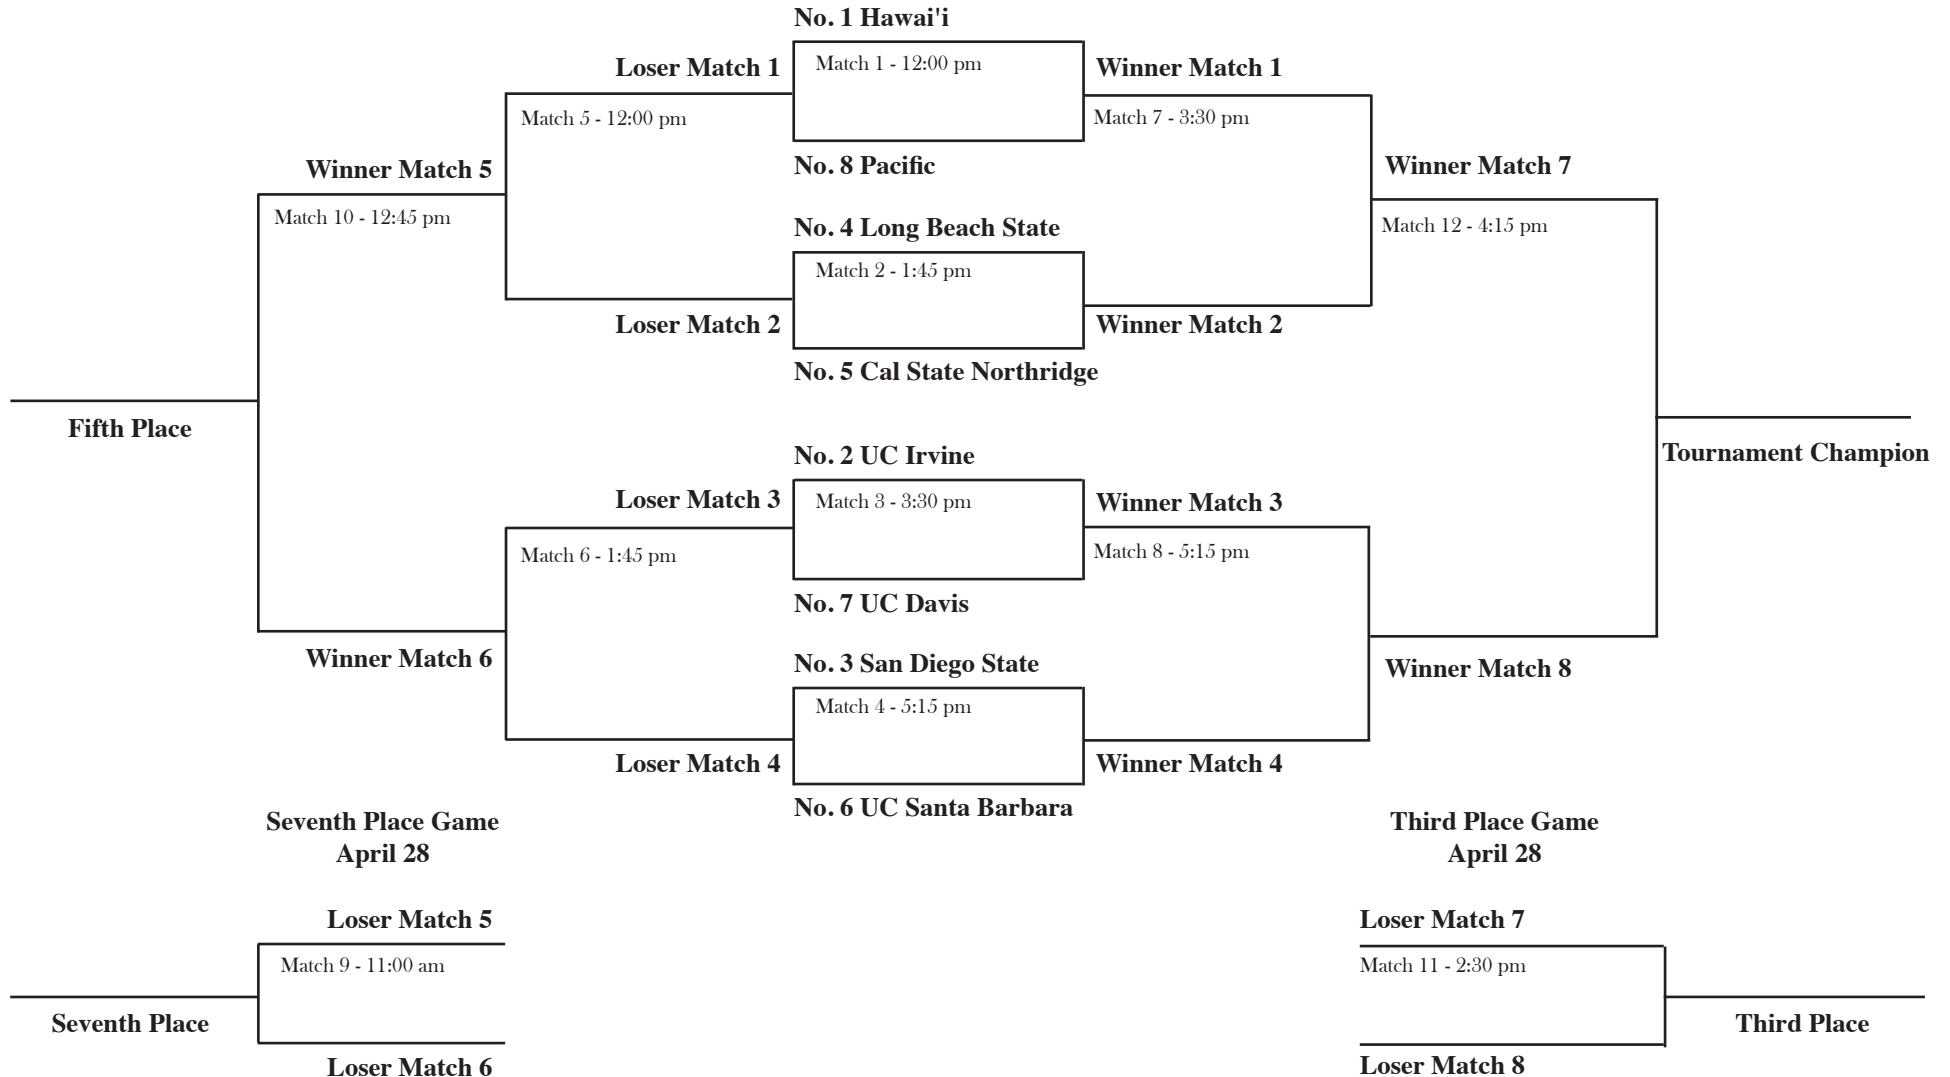 No. 1 Hawai'i
Loser Match 1
Match 1 - 12:00 pm
Winner Match 1
Match 5 - 12:00 pm
Match 7 - 3:30 pm
Winner Match 5
No. 8 Pacific
Winner Match 7
Match 10 - 12:45 pm
No. 4 Long Beach State
Match 12 - 4:15 pm
Match 2 - 1:45 pm
Loser Match 2
Winner Match 2
No. 5 Cal State Northridge
Fifth Place
Tournament Champion
No. 2 UC Irvine
Loser Match 3
Match 3 - 3:30 pm
Winner Match 3
Match 6 - 1:45 pm
Match 8 - 5:15 pm
No. 7 UC Davis
Winner Match 6
No. 3 San Diego State
Winner Match 8
Match 4 - 5:15 pm
Loser Match 4
Winner Match 4
No. 6 UC Santa Barbara
Seventh Place Game
April 28
Third Place Game
April 28
Loser Match 5
Loser Match 7
Match 9 - 11:00 am
Match 11 - 2:30 pm
Seventh Place
Third Place
Loser Match 6
Loser Match 8